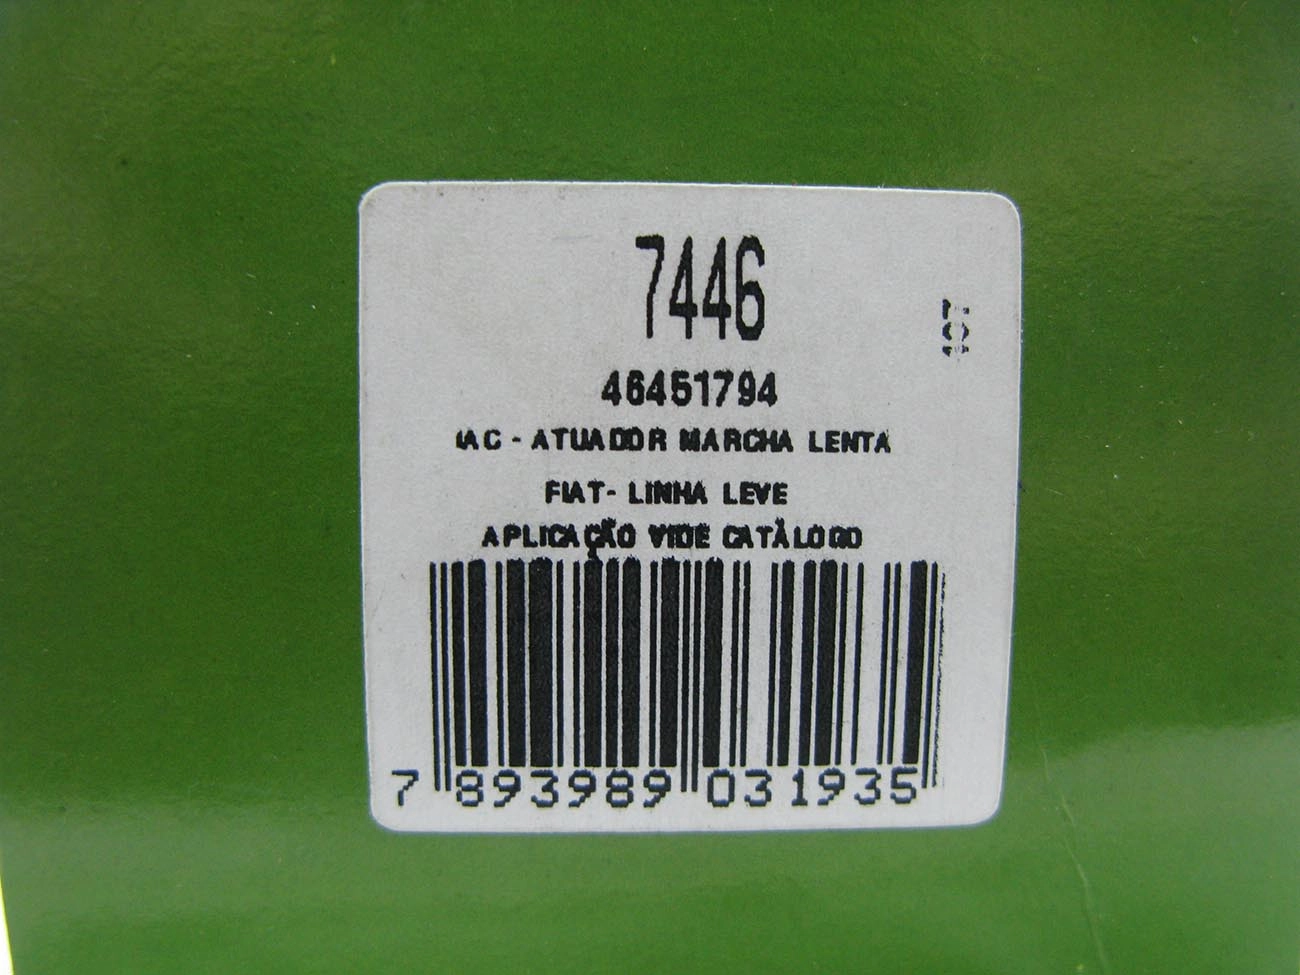 7446
46451794
IAC - ATUADOR MARCHA LENTA
FIAT- LINHA LEVE
APLICAÇÃO VIDE CATÁLOGO
7 893989 031935